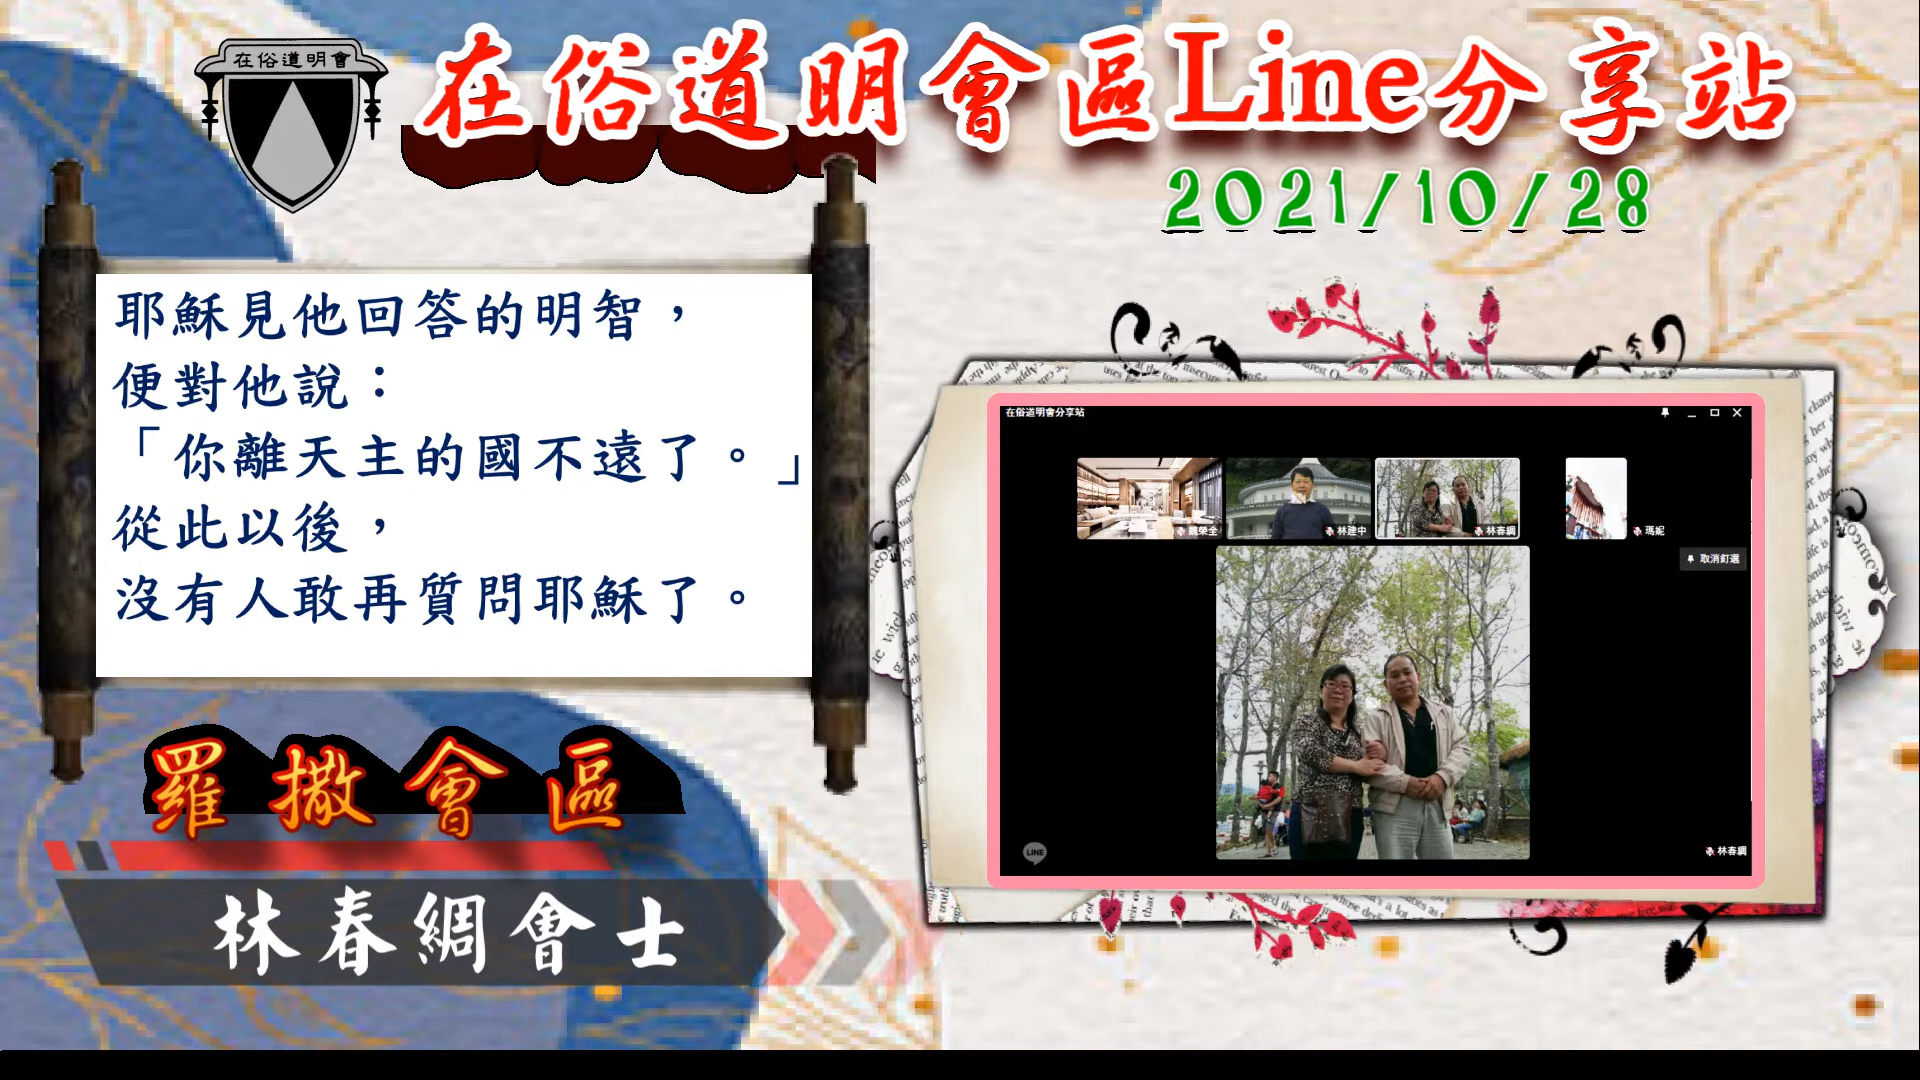 在俗道明會
在俗道明會區Line分享站
2021/10/28
耶穌見他回答的明智，
便對他說：
「你離天主的國不遠了。」
從此以後，
沒有人敢再質問耶穌了。
羅撒會區
林春綢會士
在俗道明會分享站
魏榮全
林建中
林春綢
瑪妮
取消釘選
LINE
林春綢